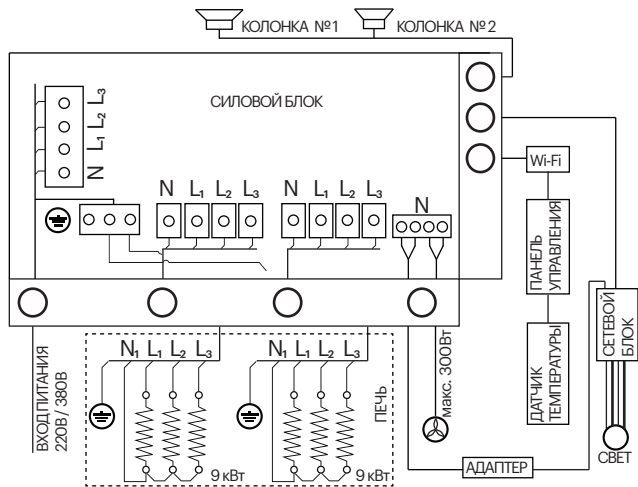 КОЛОНКА №1
КОЛОНКА №2
СИЛОВОЙ БЛОК
L₃
L₂
L₁
N
N L₁ L₂ L₃
N L₁ L₂ L₃
N
Wi-Fi
ПАНЕЛЬ
УПРАВЛЕНИЯ
ДАТЧИК
ТЕМПЕРАТУРЫ
СЕТЕВОЙ
БЛОК
СВЕТ
ВХОД ПИТАНИЯ
220В / 380В
N₁ L₁ L₂ L₃
N₁ L₁ L₂ L₃
ПЕЧЬ
макс. 300Вт
9 кВт
9 кВт
АДАПТЕР